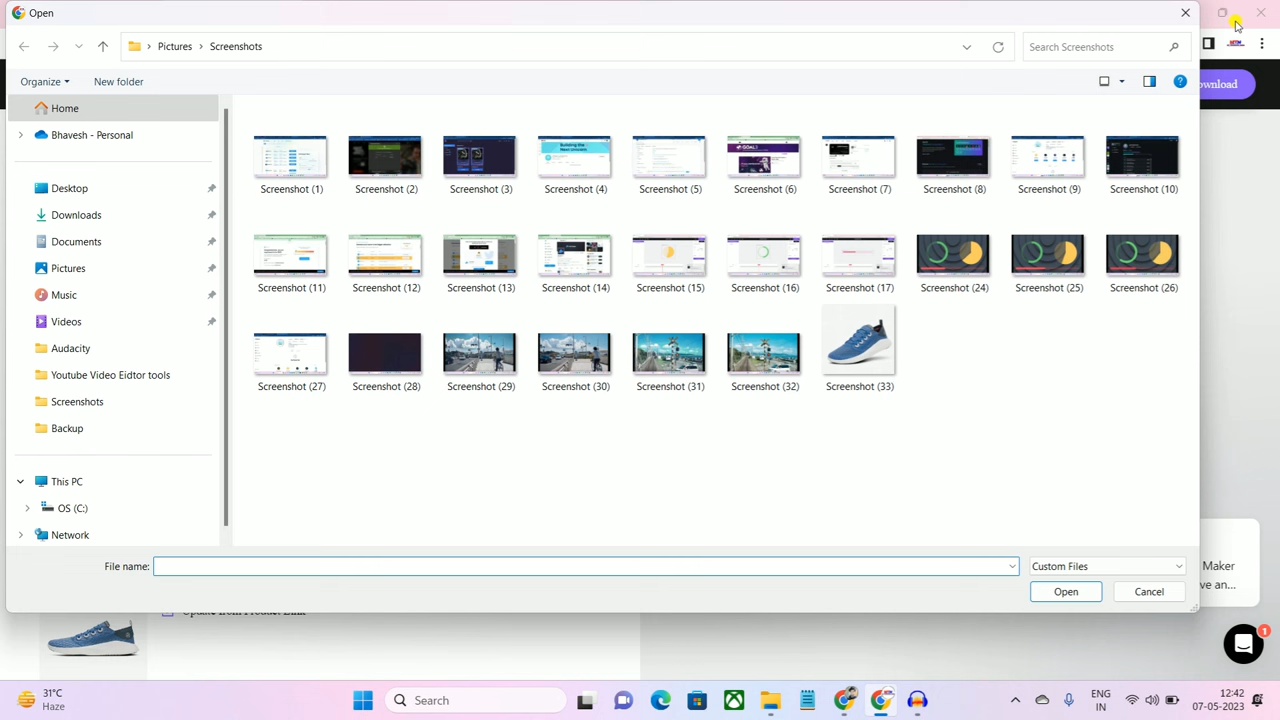 Open
Pictures
Screenshots
Search Screenshots
Organize
New folder
Home
Bhavesh - Personal
Desktop
Downloads
Documents
Pictures
Music
Videos
Audacity
Youtube Video Eidtor tools
Screenshots
Backup
This PC
OS (C:)
Network
Screenshot (1)
Screenshot (2)
Screenshot (3)
Screenshot (4)
Screenshot (5)
Screenshot (6)
Screenshot (7)
Screenshot (8)
Screenshot (9)
Screenshot (10)
Screenshot (11)
Screenshot (12)
Screenshot (13)
Screenshot (14)
Screenshot (15)
Screenshot (16)
Screenshot (17)
Screenshot (24)
Screenshot (25)
Screenshot (26)
Screenshot (27)
Screenshot (28)
Screenshot (29)
Screenshot (30)
Screenshot (31)
Screenshot (32)
Screenshot (33)
File name:
Custom Files
Open
Cancel
ownload
Maker
ve an...
1
31°C
Haze
Search
ENG
IN
12:42
07-05-2023